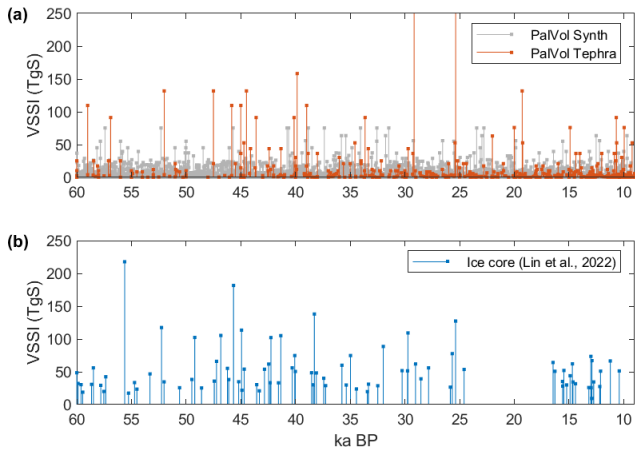 (a)
PalVol Synth
PalVol Tephra
VSSI (TgS)
250
200
150
100
50
0
60 55 50 45 40 35 30 25 20 15 10
(b)
Ice core (Lin et al., 2022)
VSSI (TgS)
250
200
150
100
50
0
60 55 50 45 40 35 30 25 20 15 10
ka BP